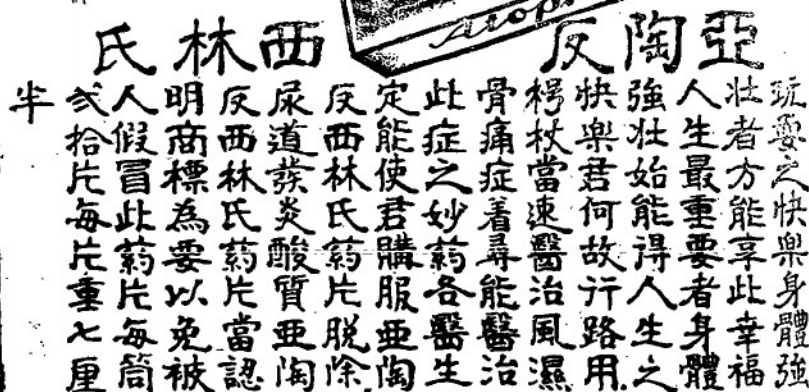 Atop
亞陶反西林氏
玩耍之快樂身體強
壯者方能享此幸福
人生最重要者身體
強壯始能得人生之
快樂君何故行路用
杖當速醫治風濕
骨痛症着尋能醫治
此症之妙葯各醫生
定能使君購服亞陶
反西林氏葯片脫除
尿道發炎酸質亞陶
反西林氏葯片當認
明商標為要以免被
人假冒此葯片每筒
弍拾片每片重七厘
半